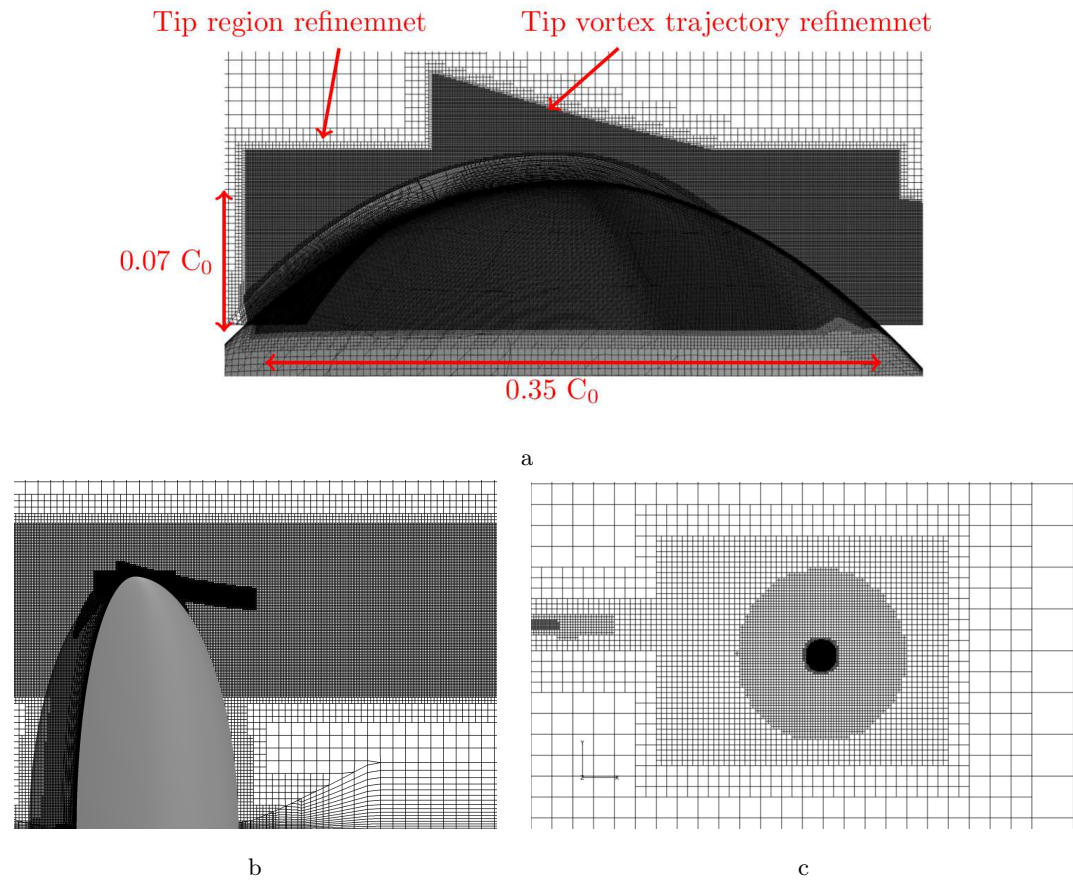 Tip region refinemnet
Tip vortex trajectory refinemnet
0.07 C₀
0.35 C₀
a
Y
Z X
b
c